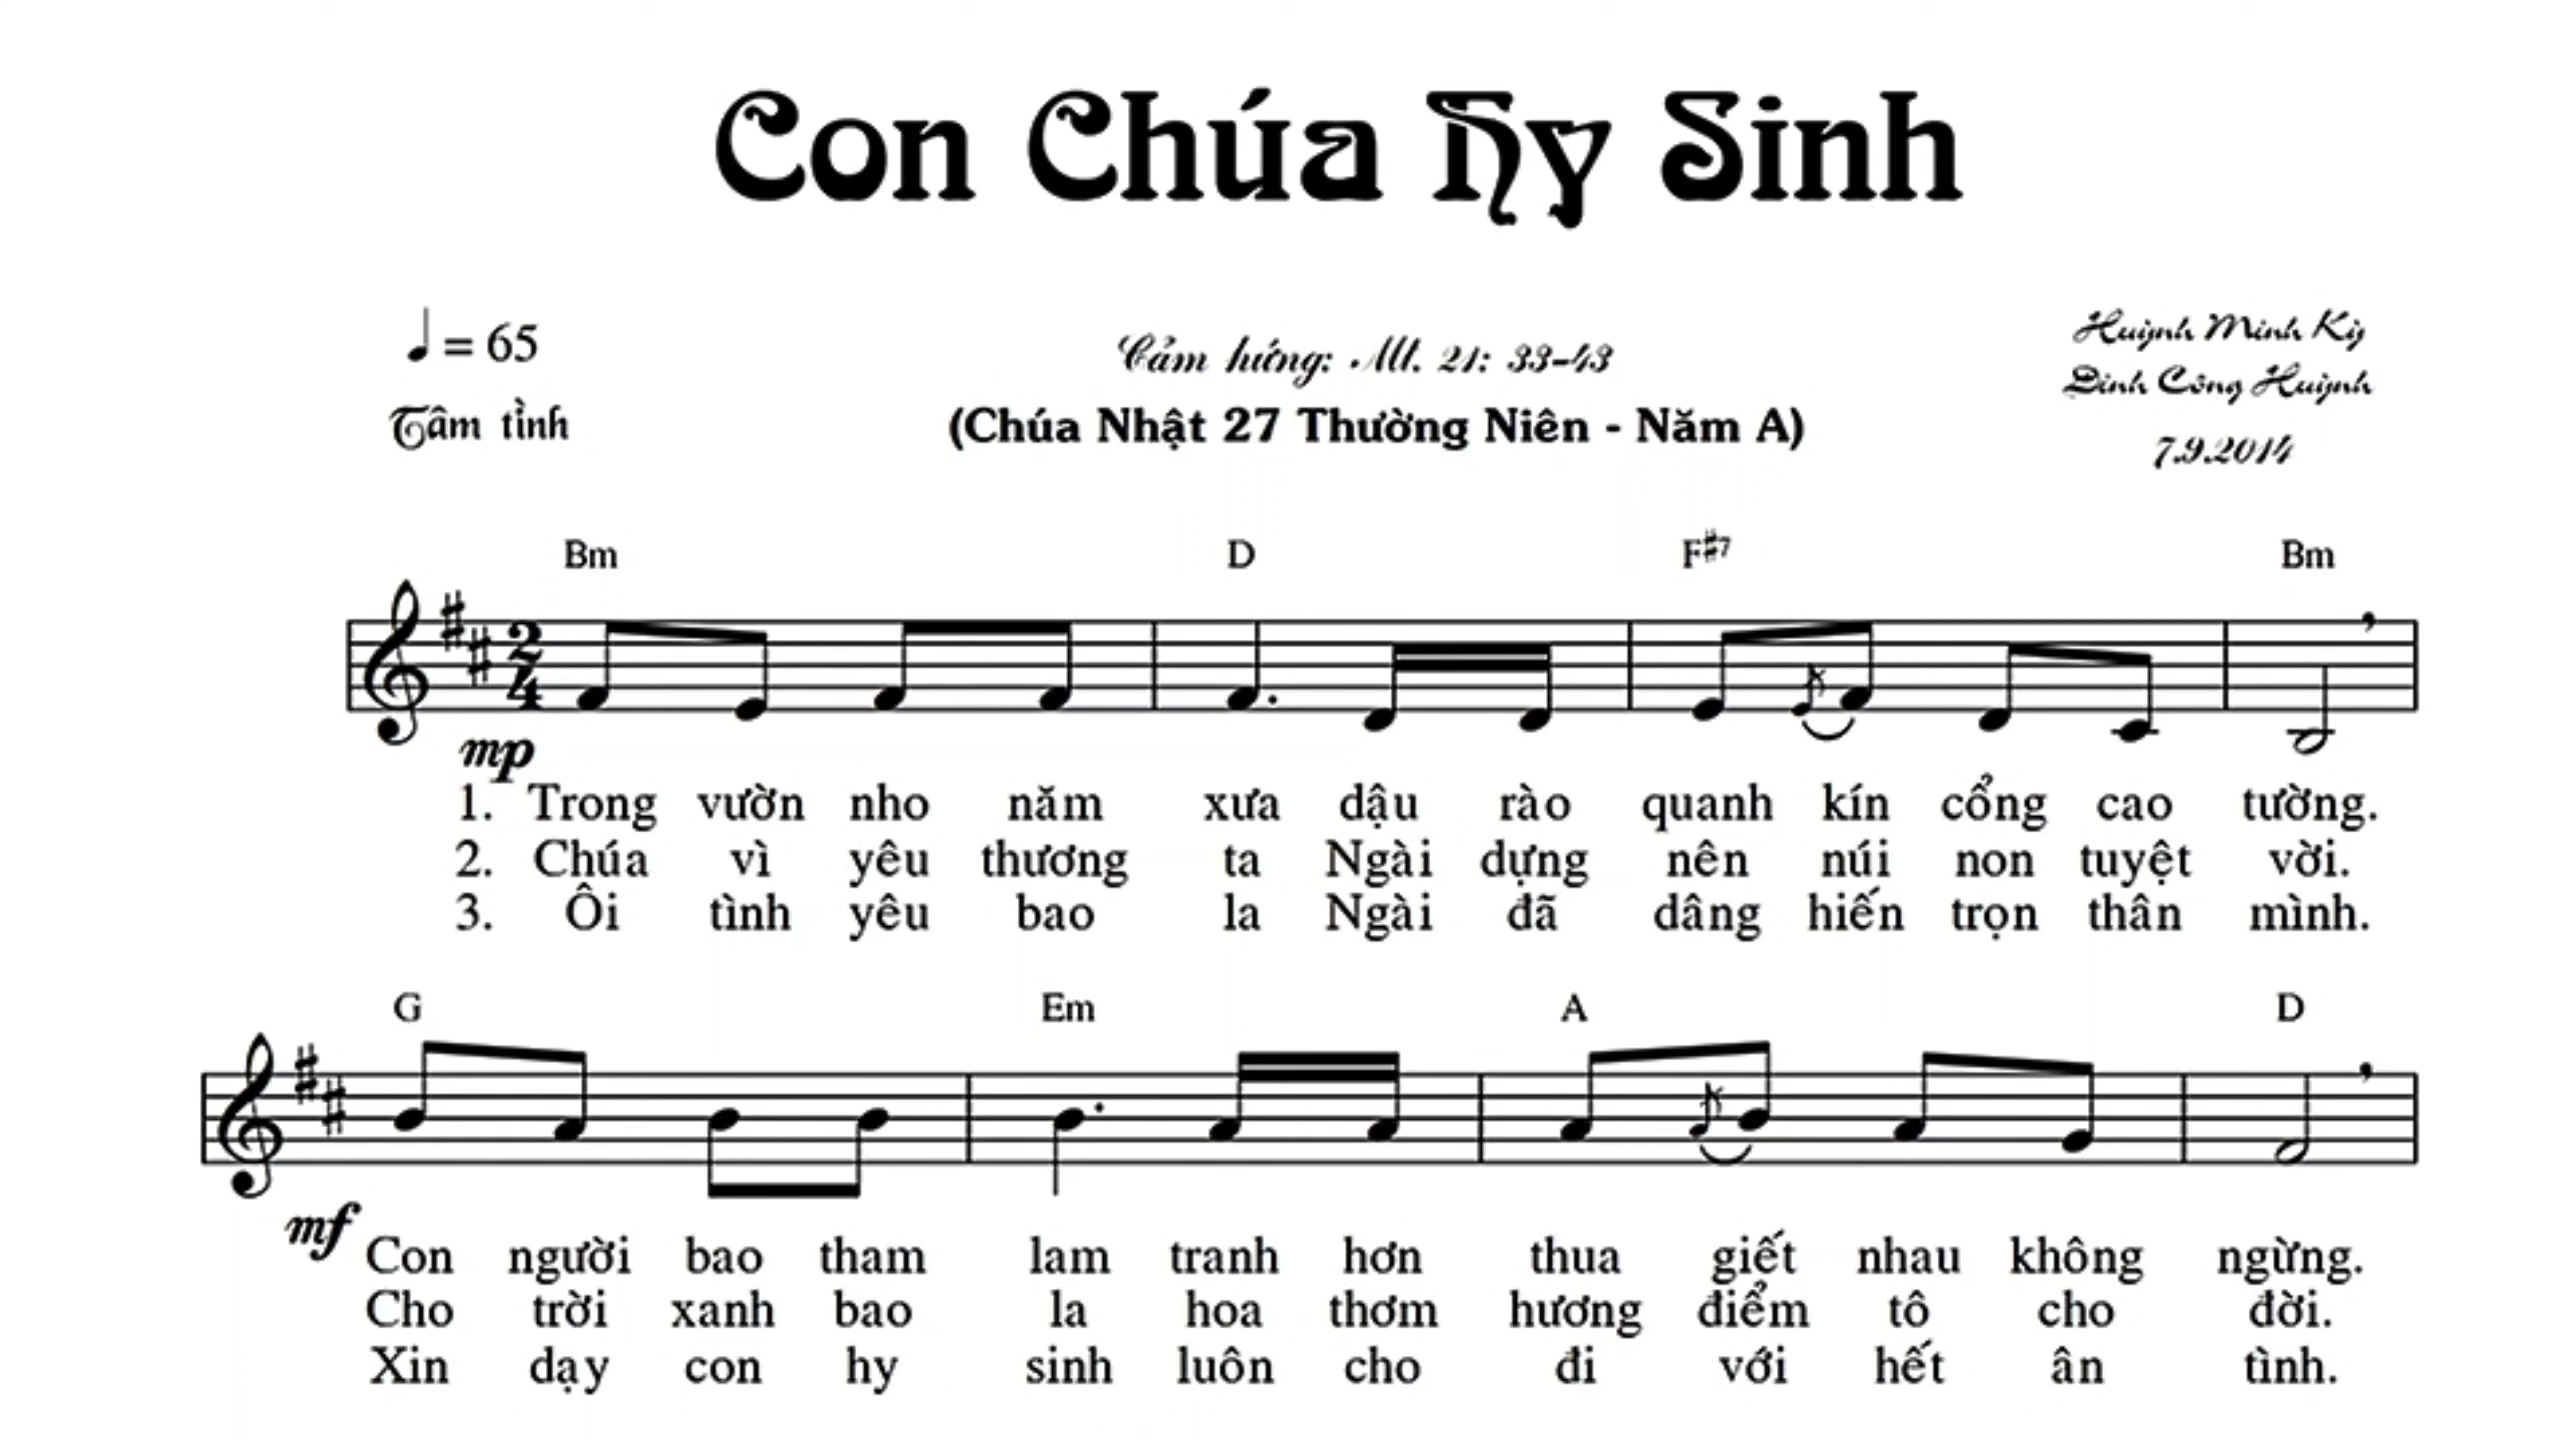 Con Chúa Hy Sinh
♩ = 65
Cảm hứng: Mt. 21: 33-43
Huỳnh Minh Kỳ
Đinh Công Huỳnh
Tâm tình
(Chúa Nhật 27 Thường Niên - Năm A)
7.9.2014
Bm D F#7 Bm
2/4
mp
1. Trong vườn nho năm xưa dậu rào quanh kín cổng cao tường.
2. Chúa vì yêu thương ta Ngài dựng nên núi non tuyệt vời.
3. Ôi tình yêu bao la Ngài đã dâng hiến trọn thân mình.
G Em A D
mf
Con người bao tham lam tranh hơn thua giết nhau không ngừng.
Cho trời xanh bao la hoa thơm hương điểm tô cho đời.
Xin dạy con hy sinh luôn cho đi với hết ân tình.